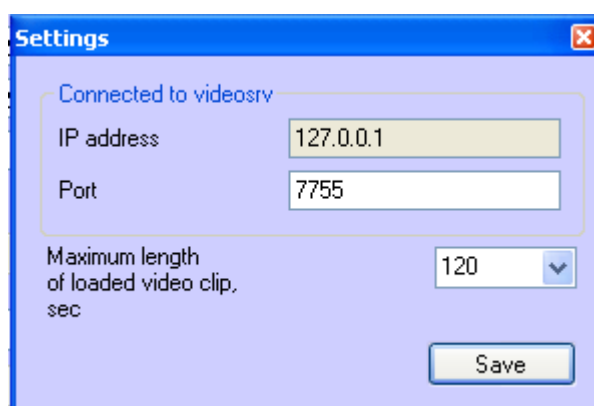 Settings
Connected to videosrv
IP address 127.0.0.1
Port 7755
Maximum length
of loaded video clip,
sec
120
Save